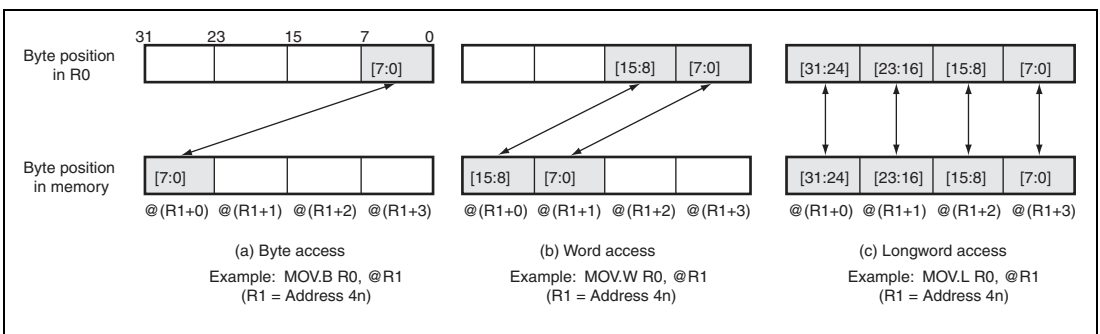 31 23 15 7 0
Byte position
in R0
[7:0]
[15:8] [7:0]
[31:24] [23:16] [15:8] [7:0]
Byte position
in memory
[7:0]
[15:8] [7:0]
[31:24] [23:16] [15:8] [7:0]
@(R1+0) @(R1+1) @(R1+2) @(R1+3)
@(R1+0) @(R1+1) @(R1+2) @(R1+3)
@(R1+0) @(R1+1) @(R1+2) @(R1+3)
(a) Byte access
Example: MOV.B R0, @R1
(R1 = Address 4n)
(b) Word access
Example: MOV.W R0, @R1
(R1 = Address 4n)
(c) Longword access
Example: MOV.L R0, @R1
(R1 = Address 4n)